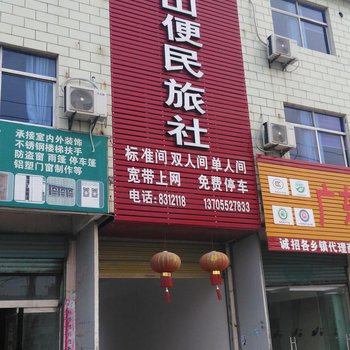 山便民旅社
标准间 双人间 单人间
宽带上网 免费停车
电话:8312118 13705527833
承接室内外装饰
不锈钢楼梯扶手
防盗窗 雨蓬 停车篷
铝塑门窗制作等
广
诚招各乡镇代理